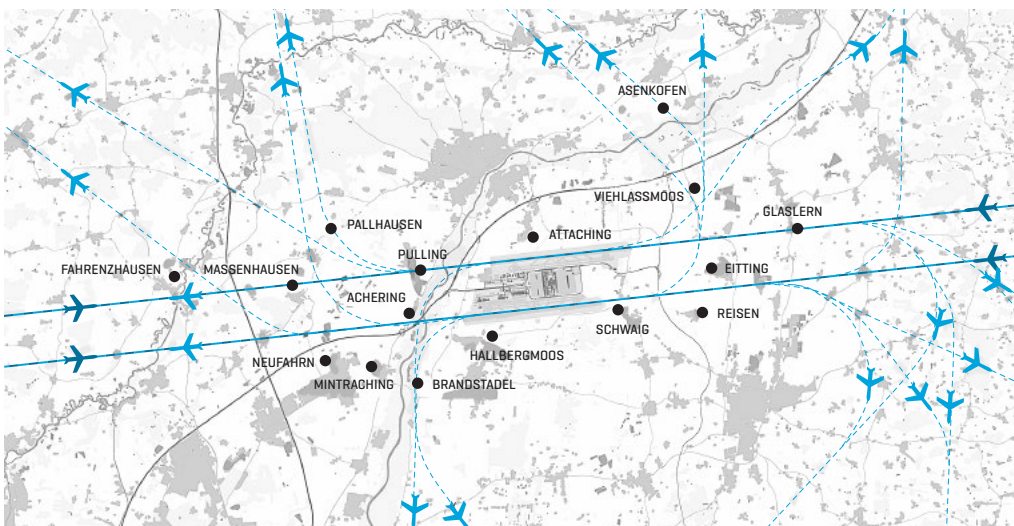 ASENKOFEN
VIEHLASSMOOS
GLASLERN
PALLHAUSEN
ATTACHING
PULLING
FAHRENZHAUSEN
MASSENHAUSEN
EITTING
ACHERING
REISEN
SCHWAIG
HALLBERGMOOS
NEUFAHRN
MINTRACHING
BRANDSTADEL